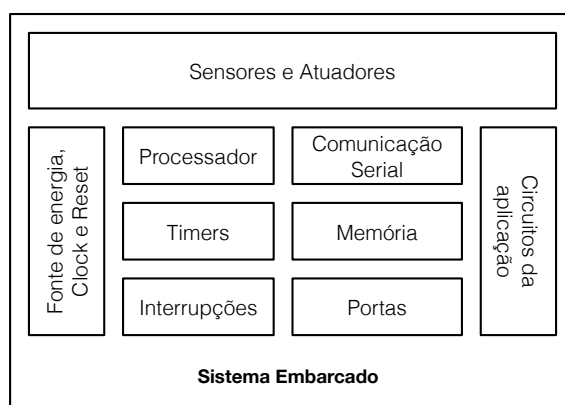 Sensores e Atuadores
Fonte de energia,
Clock e Reset
Processador
Comunicação
Serial
Timers
Memória
Interrupções
Portas
Circuitos da
aplicação
Sistema Embarcado